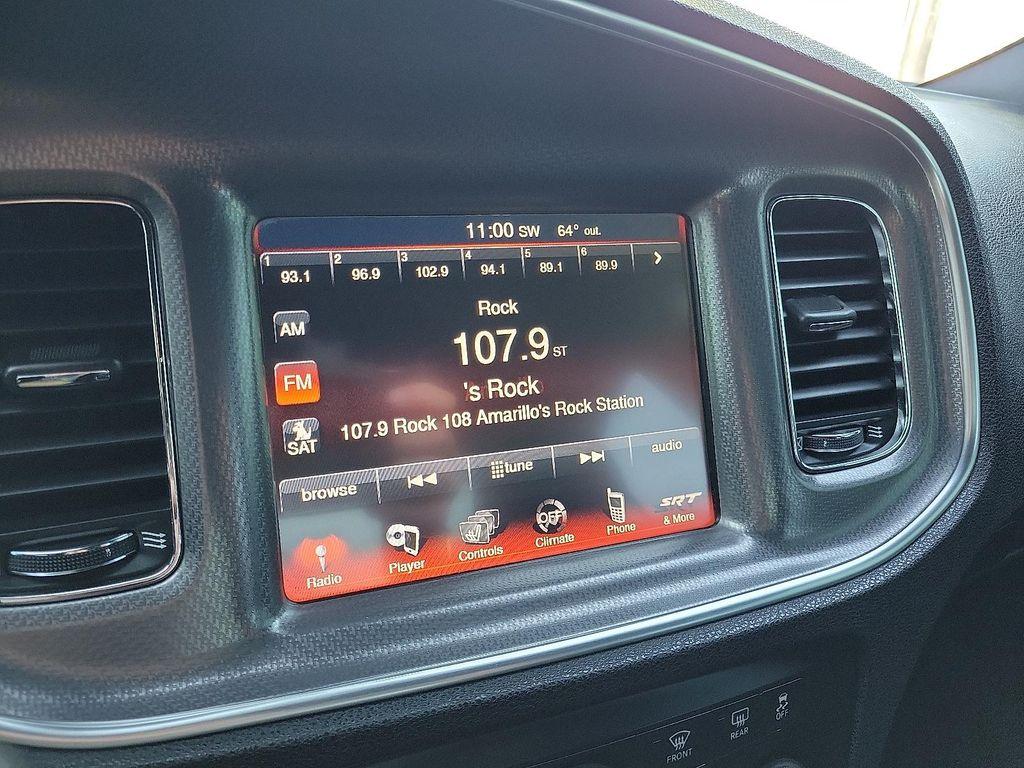 11:00 SW 64° out.
1 2 3 4 5 6
93.1 96.9 102.9 94.1 89.1 89.9
Rock
AM
107.9 ST
FM
's Rock
SAT
107.9 Rock 108 Amarillo's Rock Station
browse tune audio
Radio Player Controls OFF Climate Phone SRT & More
FRONT REAR OFF